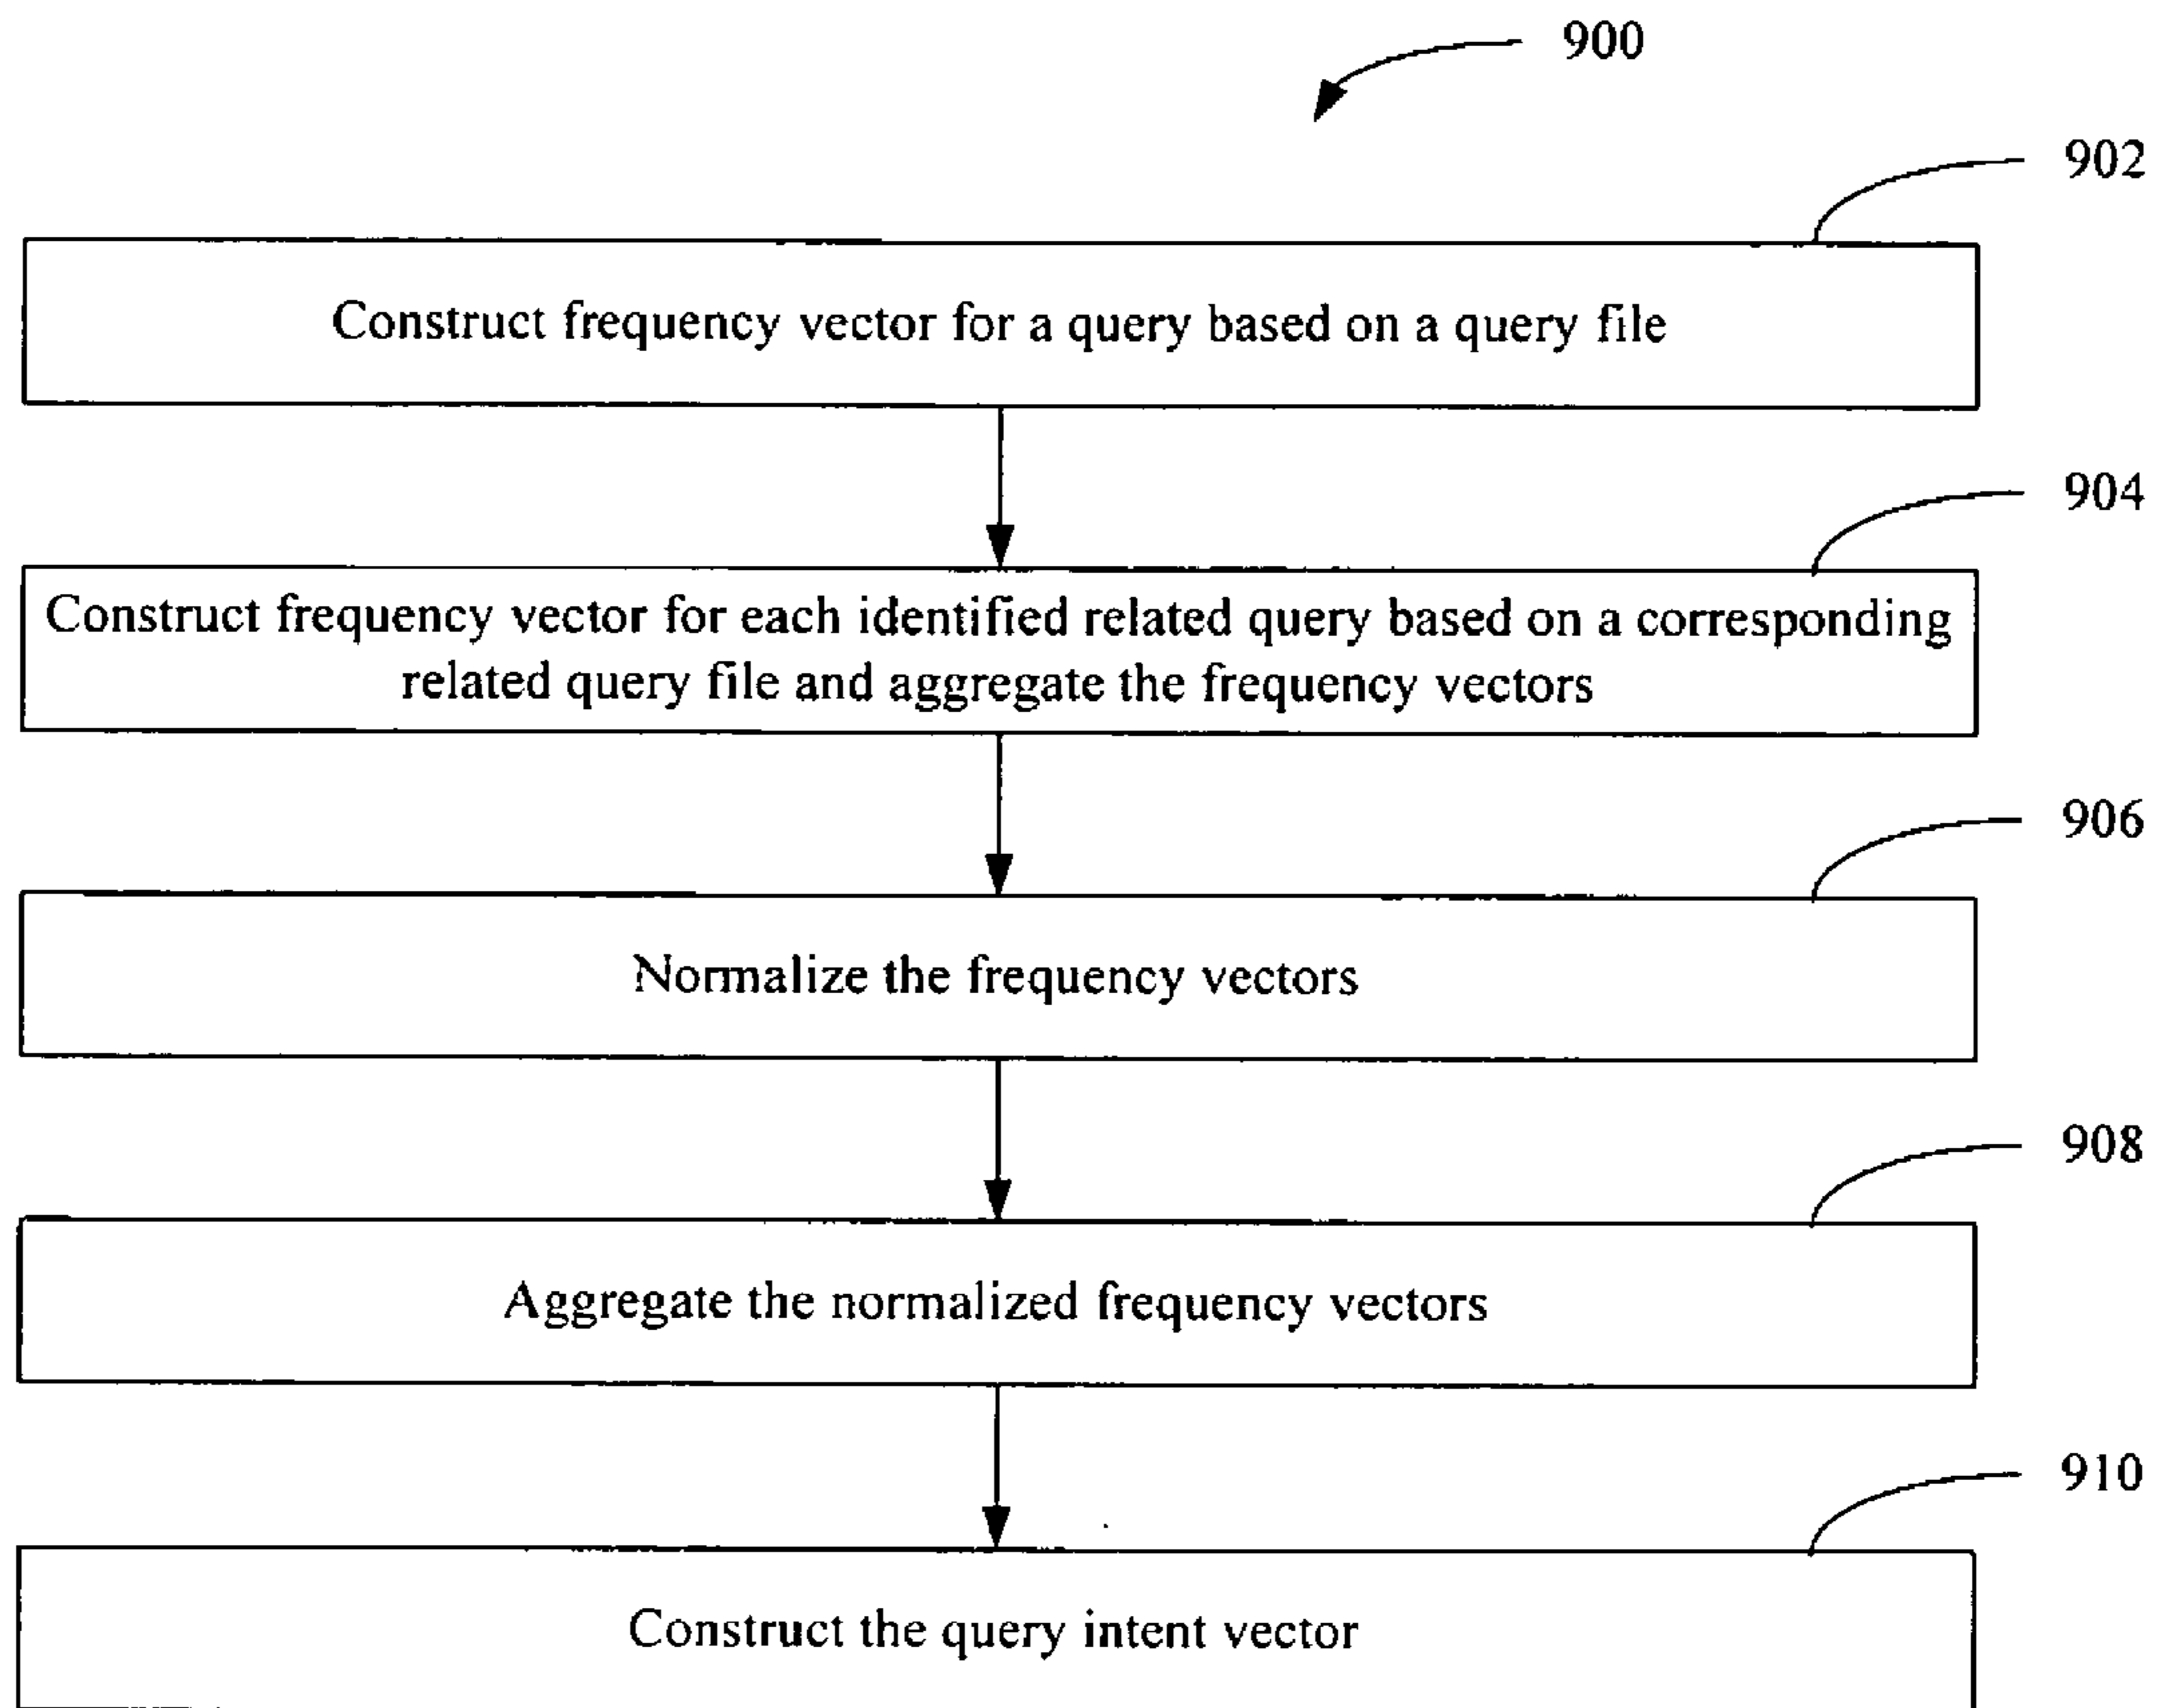 900
902
Construct frequency vector for a query based on a query file
904
Construct frequency vector for each identified related query based on a corresponding
related query file and aggregate the frequency vectors
906
Normalize the frequency vectors
908
Aggregate the normalized frequency vectors
910
Construct the query intent vector